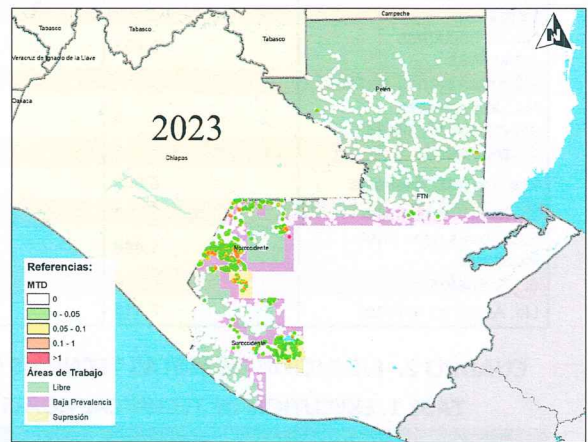 Campeche
Tabasco
Tabasco
Tabasco
Veracruz de Ignacio de la Llave
Oaxaca
N
2023
Petén
Chiapas
FTN
Noroccidente
Suroccidente
Referencias:
MTD
0
0 - 0.05
0.05 - 0.1
0.1 - 1
>1
Áreas de Trabajo
Libre
Baja Prevalencia
Supresión